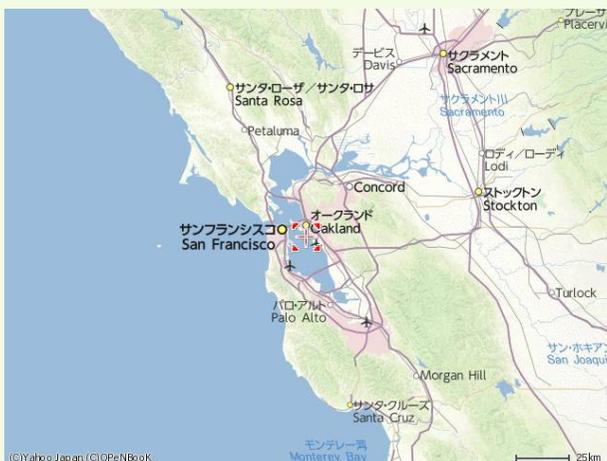 プレーサ
Placervi
デービス
Davis
サクラメント
Sacramento
サンタ・ローザ／サンタ・ロサ
Santa Rosa
サクラメント川
Sacramento
Petaluma
ロディ／ローディ
Lodi
Concord
ストックトン
Stockton
オークランド
Oakland
サンフランシスコ
San Francisco
パロ・アルト
Palo Alto
Turlock
サン・ホキアン
San Joaqui
Morgan Hill
サンタ・クルーズ
Santa Cruz
モンテレー湾
Monterey Bay
(C)Yahoo Japan,(C)OPeNBooK
25km